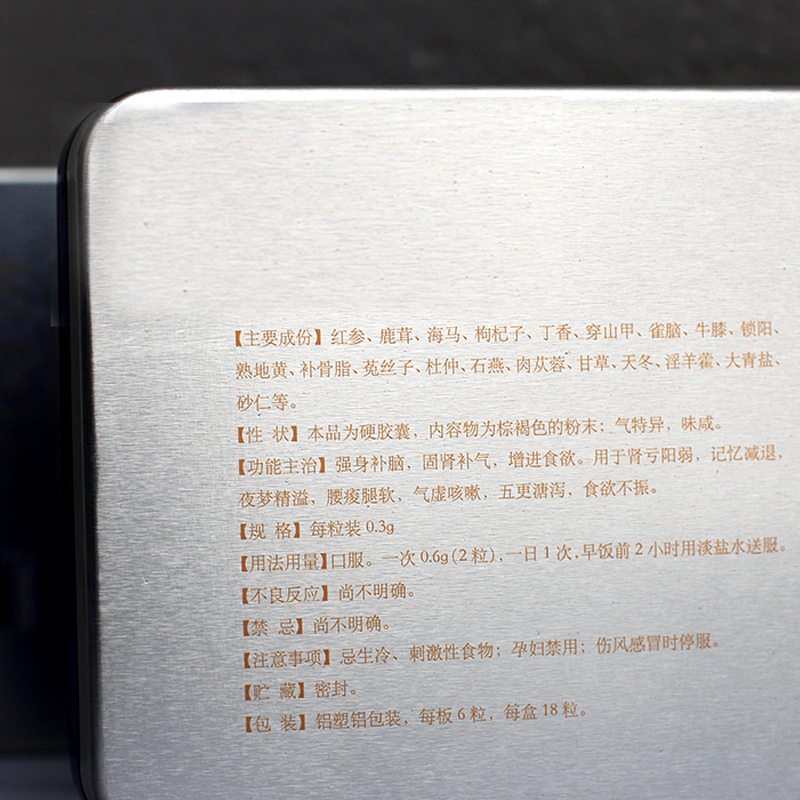 【主要成份】红参、鹿茸、海马、枸杞子、丁香、穿山甲、雀脑、牛膝、锁阳、
熟地黄、补骨脂、菟丝子、杜仲、石燕、肉苁蓉、甘草、天冬、淫羊藿、大青盐、
砂仁等。
【性 状】本品为硬胶囊，内容物为棕褐色的粉末；气特异，味咸。
【功能主治】强身补脑，固肾补气，增进食欲。用于肾亏阳弱，记忆减退，
夜梦精溢，腰痠腿软，气虚咳嗽，五更溏泻，食欲不振。
【规 格】每粒装 0.3g
【用法用量】口服。一次 0.6g(2 粒)，一日 1 次，早饭前 2 小时用淡盐水送服。
【不良反应】尚不明确。
【禁 忌】尚不明确。
【注意事项】忌生冷、刺激性食物；孕妇禁用；伤风感冒时停服。
【贮 藏】密封。
【包 装】铝塑铝包装，每板 6 粒，每盒 18 粒。